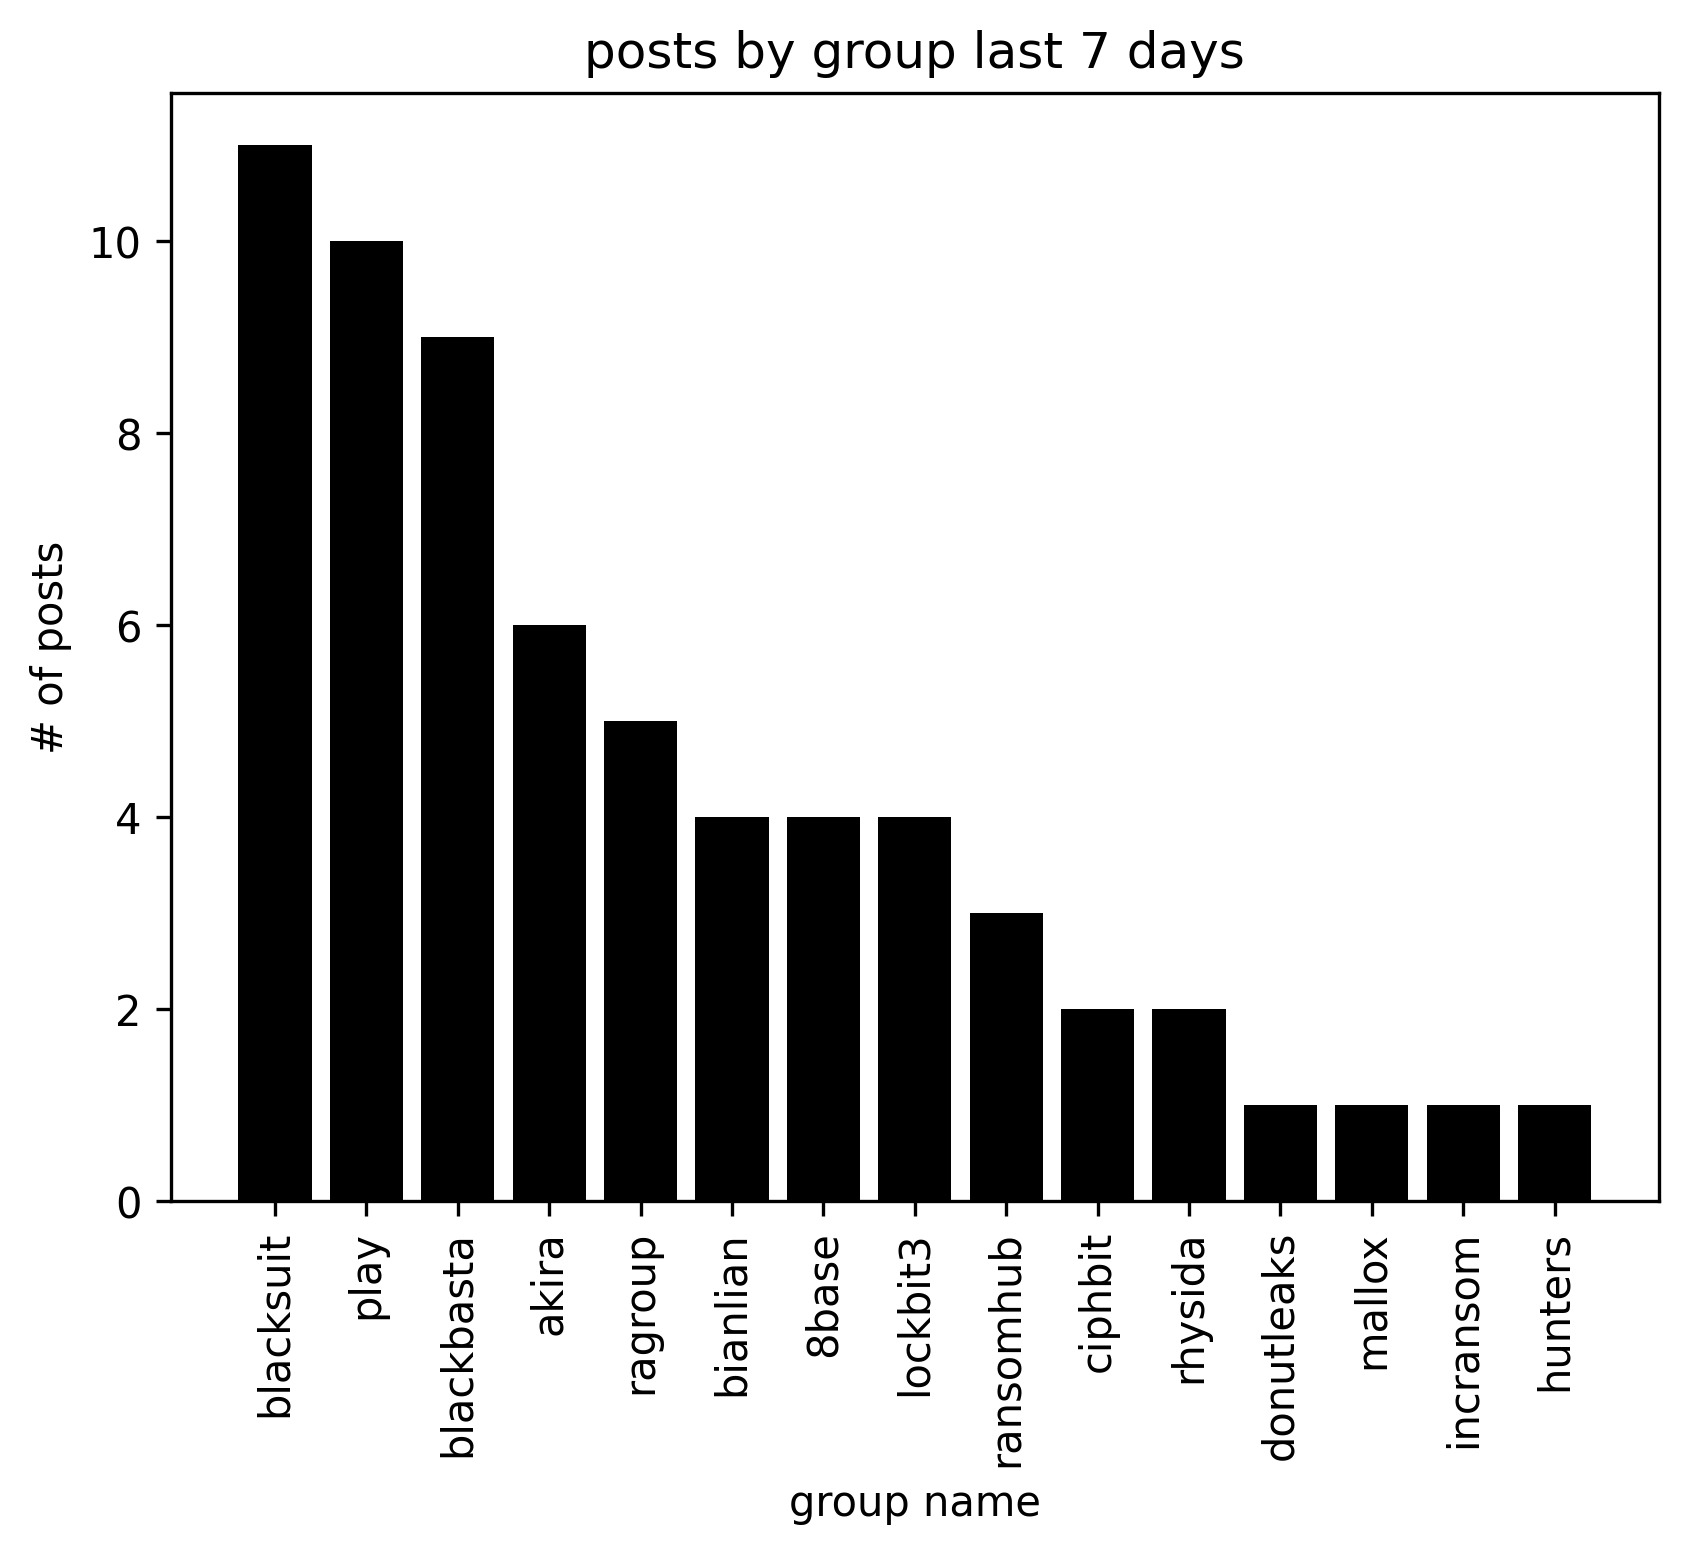 posts by group last 7 days
# of posts
10
8
6
4
2
0
blacksuit
play
blackbasta
akira
ragroup
bianlian
8base
lockbit3
ransomhub
ciphbit
rhysida
donutleaks
mallox
incransom
hunters
group name